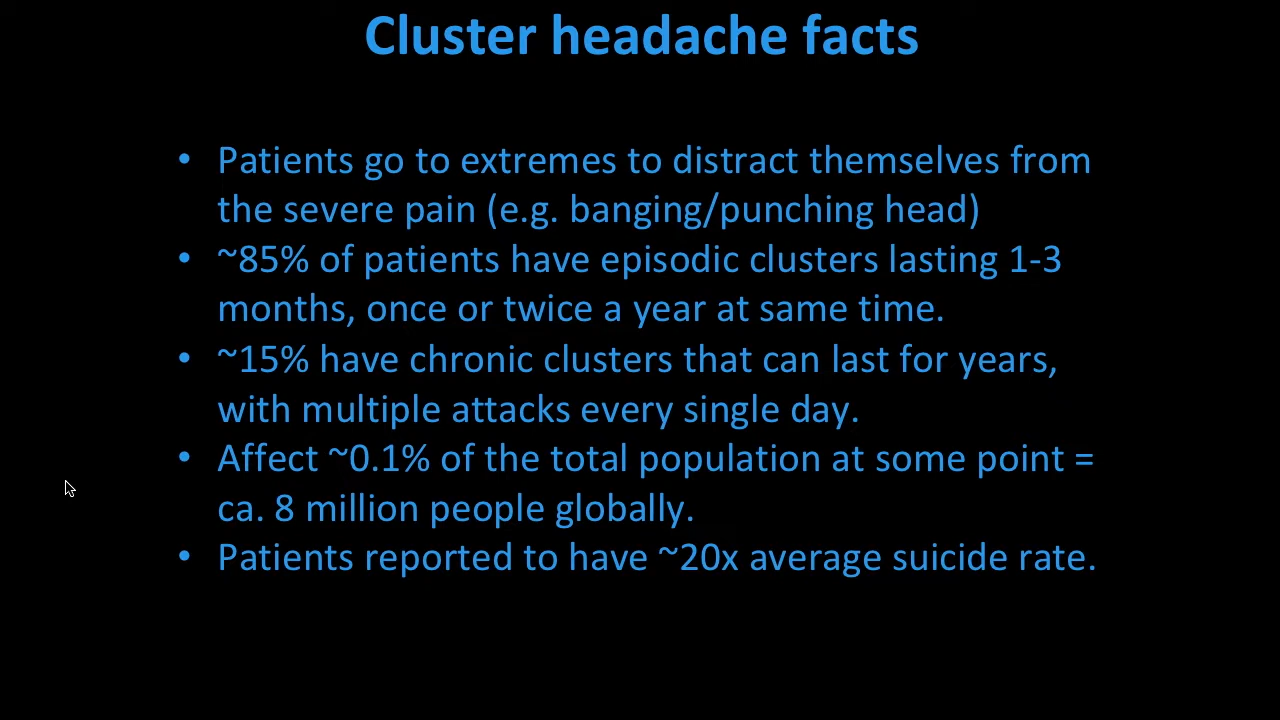 Cluster headache facts
• Patients go to extremes to distract themselves from
the severe pain (e.g. banging/punching head)
• ~85% of patients have episodic clusters lasting 1-3
months, once or twice a year at same time.
• ~15% have chronic clusters that can last for years,
with multiple attacks every single day.
• Affect ~0.1% of the total population at some point =
ca. 8 million people globally.
• Patients reported to have ~20x average suicide rate.